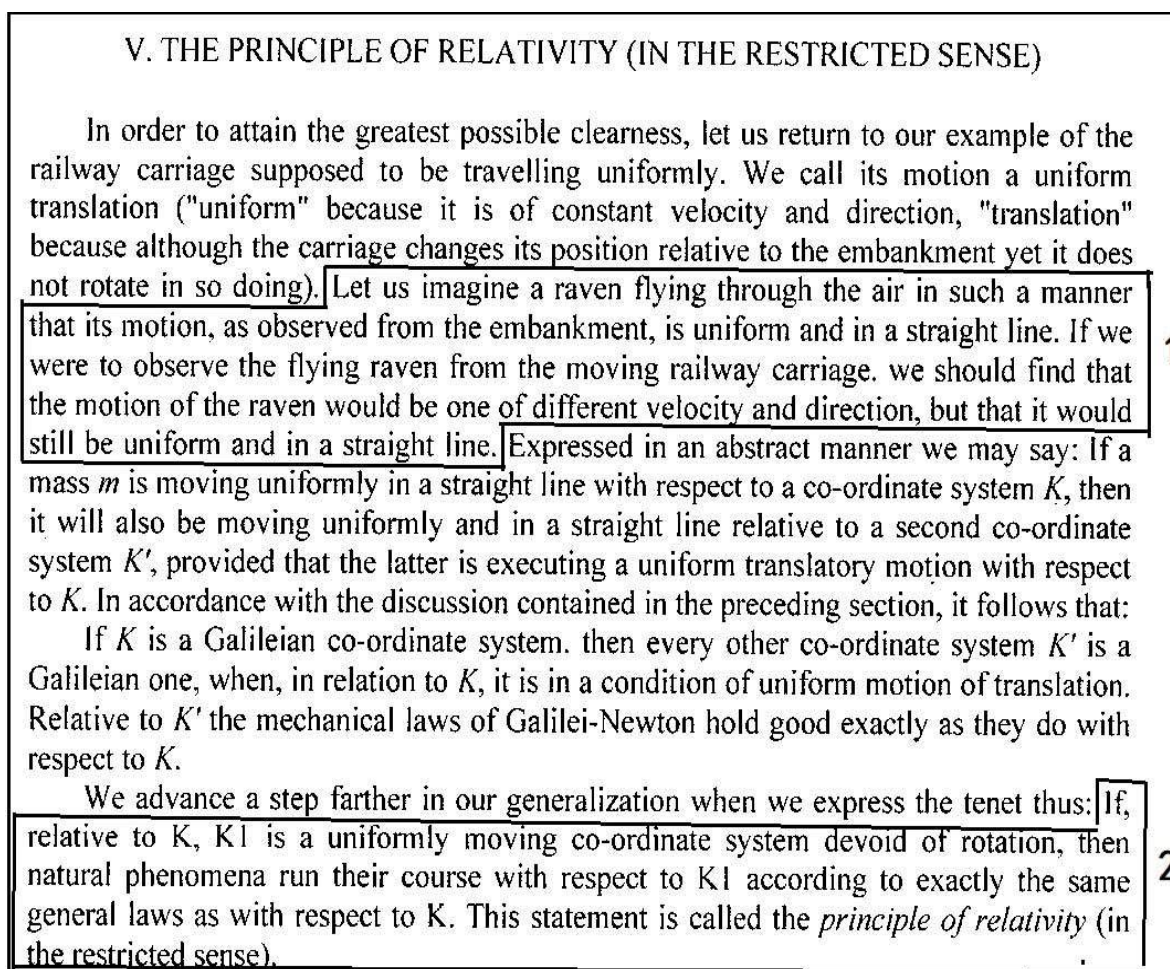 V. THE PRINCIPLE OF RELATIVITY (IN THE RESTRICTED SENSE)
In order to attain the greatest possible clearness, let us return to our example of the
railway carriage supposed to be travelling uniformly. We call its motion a uniform
translation ("uniform" because it is of constant velocity and direction, "translation"
because although the carriage changes its position relative to the embankment yet it does
not rotate in so doing). Let us imagine a raven flying through the air in such a manner
that its motion, as observed from the embankment, is uniform and in a straight line. If we
were to observe the flying raven from the moving railway carriage. we should find that
the motion of the raven would be one of different velocity and direction, but that it would
still be uniform and in a straight line. Expressed in an abstract manner we may say: If a
mass m is moving uniformly in a straight line with respect to a co-ordinate system K, then
it will also be moving uniformly and in a straight line relative to a second co-ordinate
system K', provided that the latter is executing a uniform translatory motion with respect
to K. In accordance with the discussion contained in the preceding section, it follows that:
If K is a Galileian co-ordinate system. then every other co-ordinate system K' is a
Galileian one, when, in relation to K, it is in a condition of uniform motion of translation.
Relative to K' the mechanical laws of Galilei-Newton hold good exactly as they do with
respect to K.
We advance a step farther in our generalization when we express the tenet thus: If,
relative to K, K1 is a uniformly moving co-ordinate system devoid of rotation, then
natural phenomena run their course with respect to K1 according to exactly the same
general laws as with respect to K. This statement is called the principle of relativity (in
the restricted sense).
2